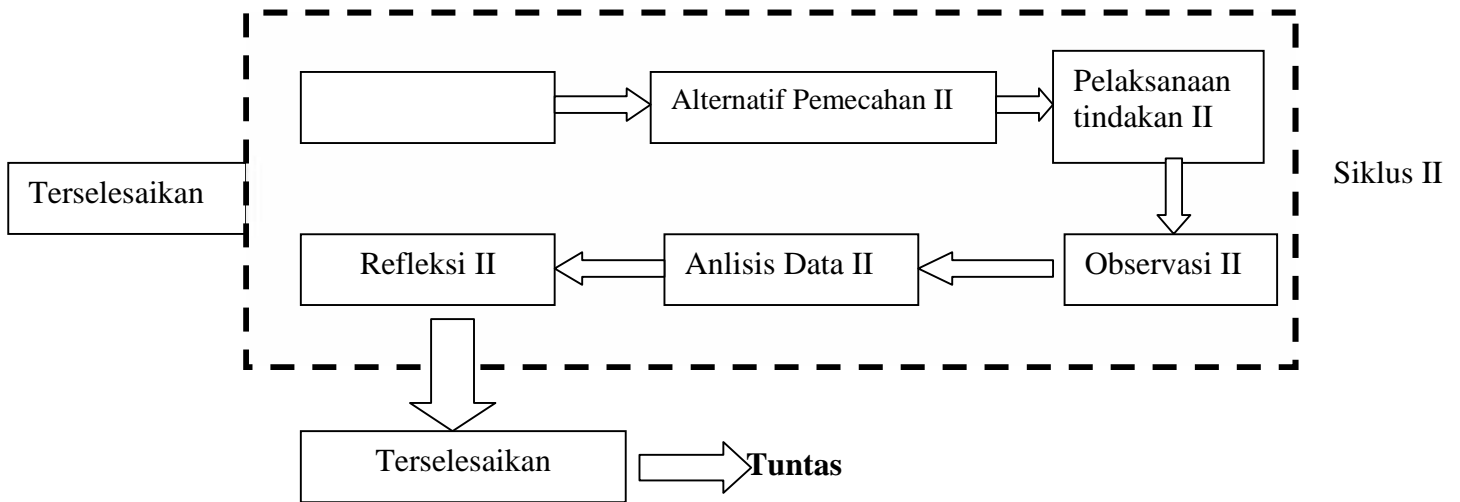 Alternatif Pemecahan II
Pelaksanaan
tindakan II
Siklus II
Terselesaikan
Refleksi II
Anlisis Data II
Observasi II
Terselesaikan
Tuntas